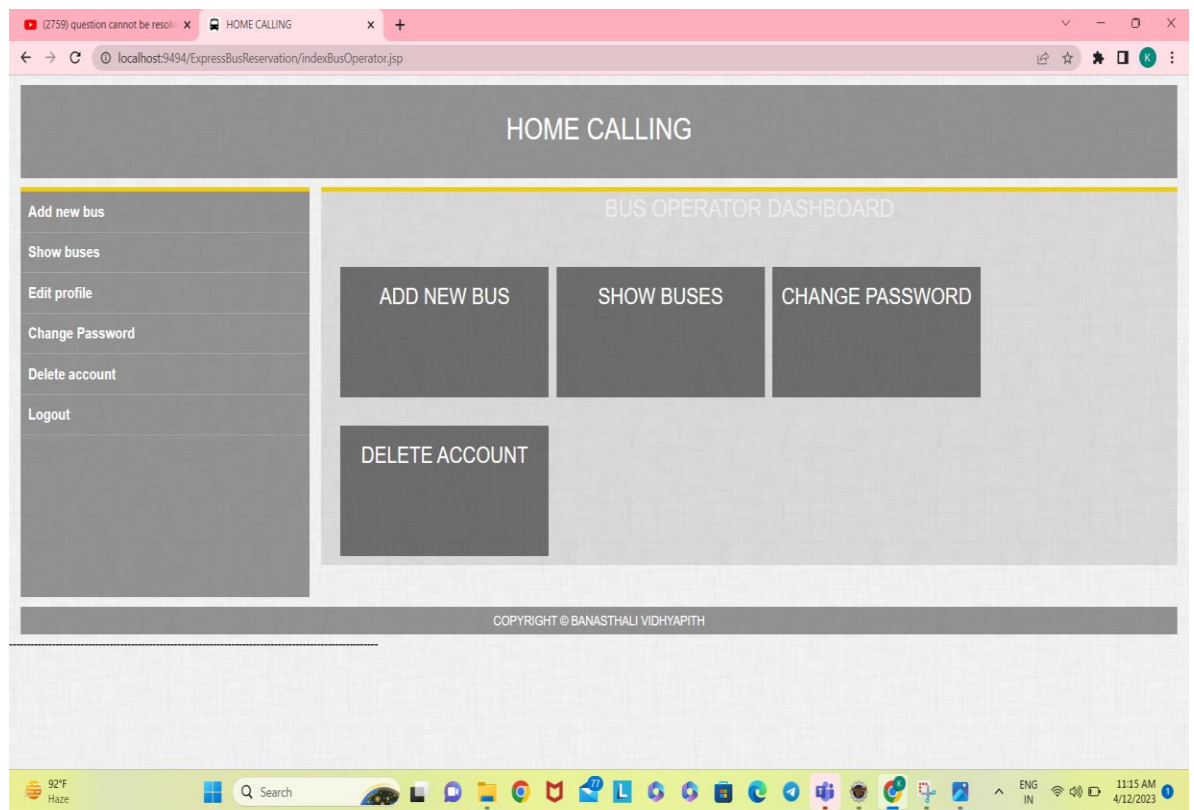 (2759) question cannot be resolv
HOME CALLING
localhost:9494/ExpressBusReservation/indexBusOperator.jsp
K
HOME CALLING
Add new bus
Show buses
Edit profile
Change Password
Delete account
Logout
BUS OPERATOR DASHBOARD
ADD NEW BUS
SHOW BUSES
CHANGE PASSWORD
DELETE ACCOUNT
COPYRIGHT © BANASTHALI VIDHYAPITH
92°F
Haze
Search
77
L
ENG
IN
11:15 AM
4/12/2023
1